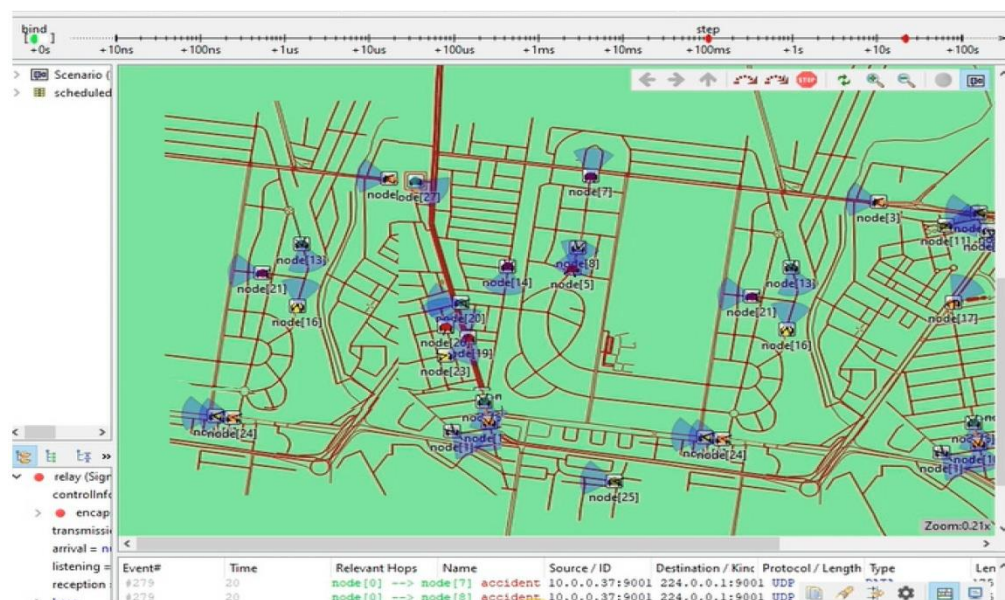 bind
step
[ ]
+0s +10ns +100ns +1us +10us +100us +1ms +10ms +100ms +1s +10s +100s
Scenario (
scheduled
STOP
node[7]
node[27]
node[3]
node[11]
node[13]
node[8]
node[13]
node[21]
node[14]
node[5]
node[21]
node[17]
node[16]
node[20]
node[16]
node[23]
node[24]
node[24]
node[25]
Zoom:0.21x
relay (Sign
controlInfo
encap
transmissi
arrival = n
listening =
reception
Event# Time Relevant Hops Name Source / ID Destination / Kind Protocol / Length Type Len
#279 20 node[0] --> node[7] accident 10.0.0.37:9001 224.0.0.1:9001 UDP
#279 20 node[0] --> node[8] accident 10.0.0.37:9001 224.0.0.1:9001 UDP